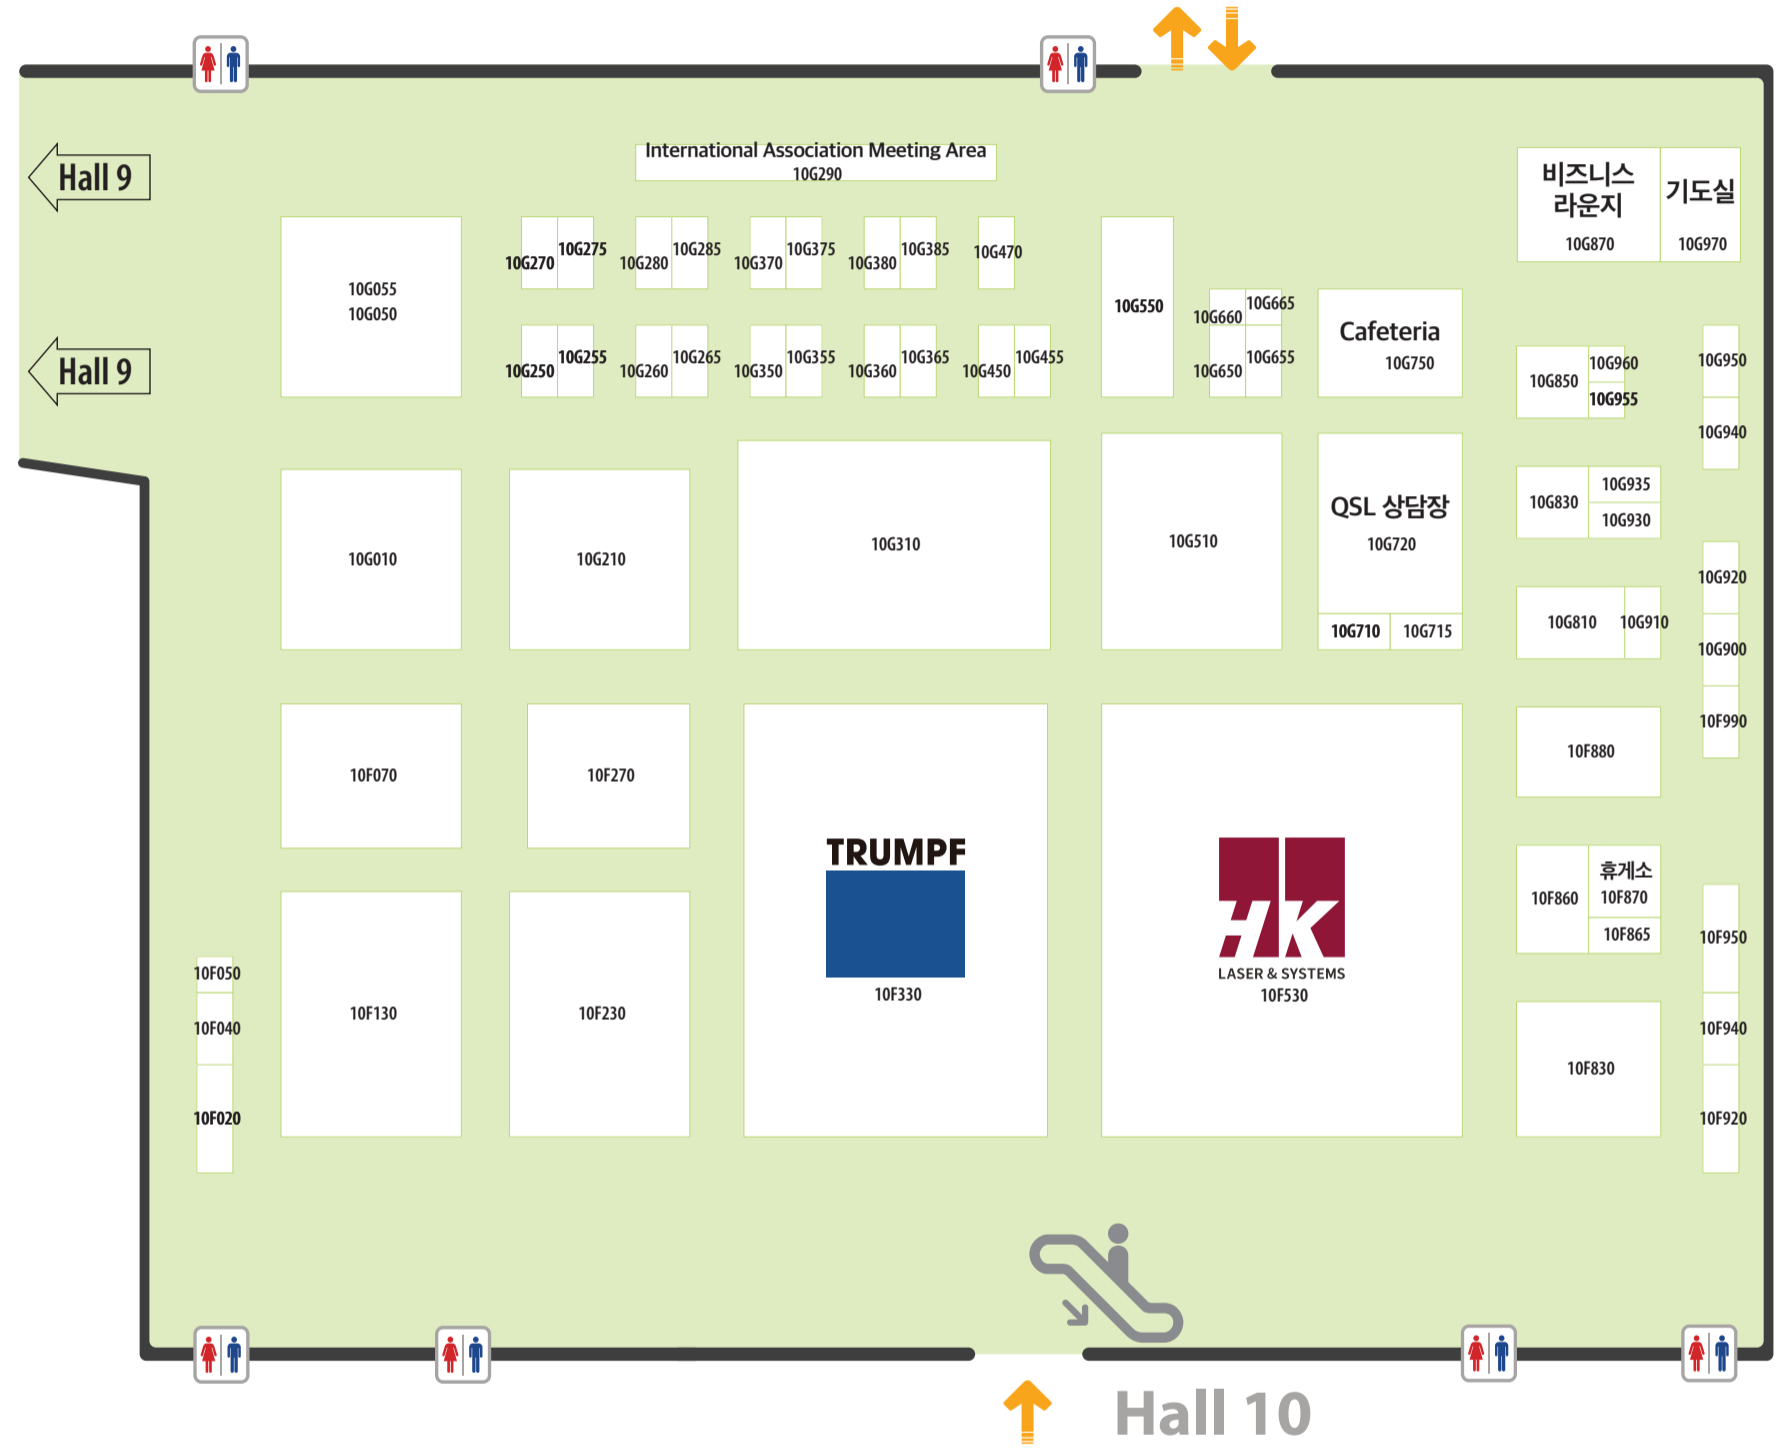 International Association Meeting Area
10G290
Hall 9
비즈니스
라운지
10G870
기도실
10G970
10G055
10G050
10G270
10G275
10G280
10G285
10G370
10G375
10G380
10G385
10G470
10G550
10G660
10G665
10G650
10G655
Cafeteria
10G750
Hall 9
10G250
10G255
10G260
10G265
10G350
10G355
10G360
10G365
10G450
10G455
10G850
10G960
10G955
10G950
10G940
10G010
10G210
10G310
10G510
QSL 상담장
10G720
10G710
10G715
10G830
10G935
10G930
10G810
10G910
10G920
10G900
10F990
10F070
10F270
TRUMPF
10F330
HK
LASER & SYSTEMS
10F530
10F880
10F860
휴게소
10F870
10F865
10F950
10F940
10F920
10F050
10F040
10F020
10F130
10F230
10F830
Hall 10